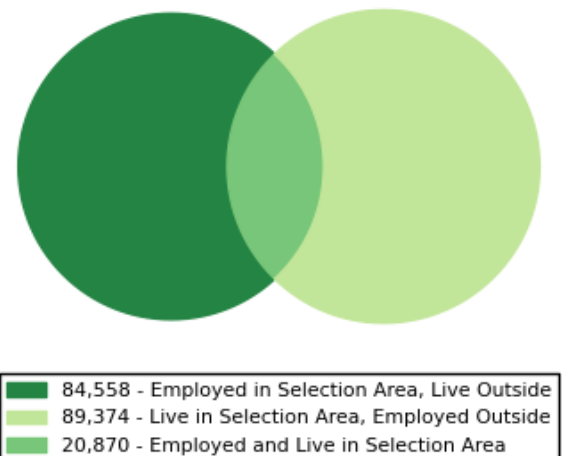 84,558 - Employed in Selection Area, Live Outside
89,374 - Live in Selection Area, Employed Outside
20,870 - Employed and Live in Selection Area